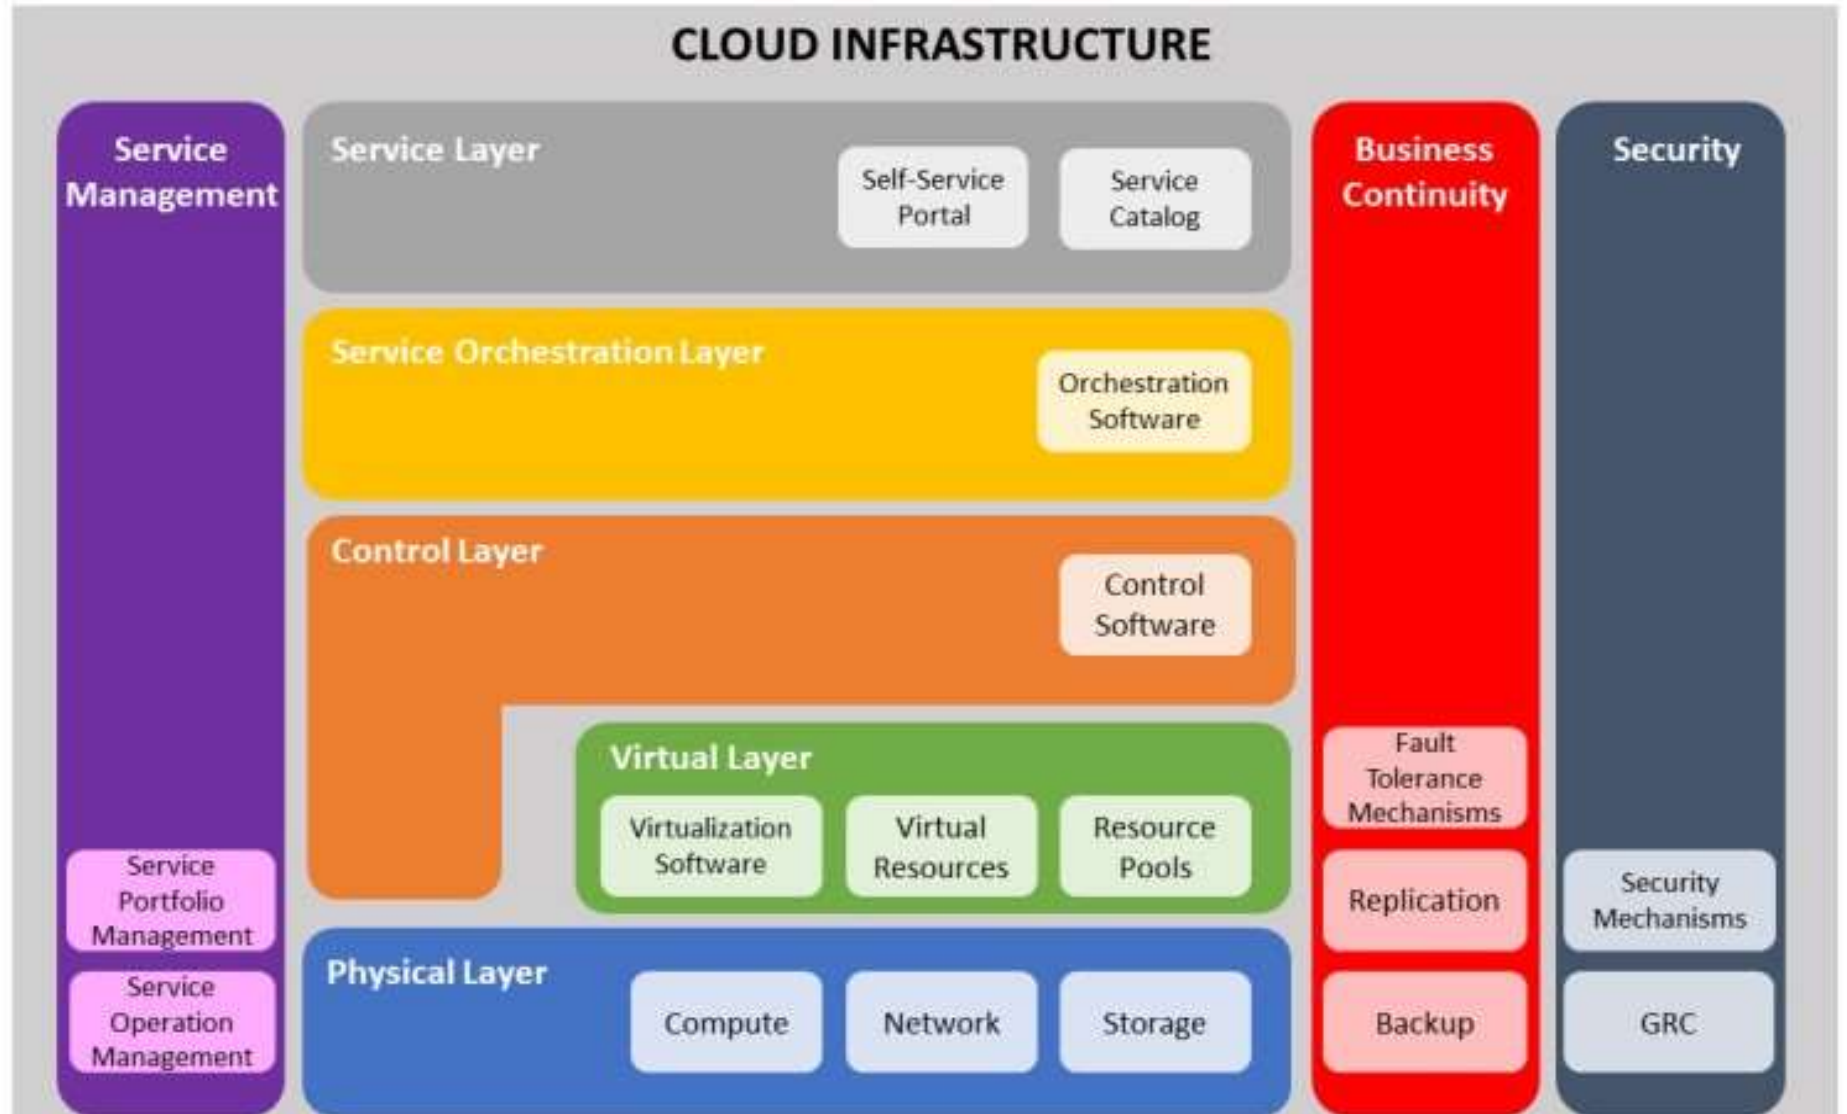 CLOUD INFRASTRUCTURE
Service
Management
Service
Portfolio
Management
Service
Operation
Management
Service Layer
Self-Service
Portal
Service
Catalog
Service Orchestration Layer
Orchestration
Software
Control Layer
Control
Software
Virtual Layer
Virtualization
Software
Virtual
Resources
Resource
Pools
Physical Layer
Compute
Network
Storage
Business
Continuity
Fault
Tolerance
Mechanisms
Replication
Backup
Security
Security
Mechanisms
GRC